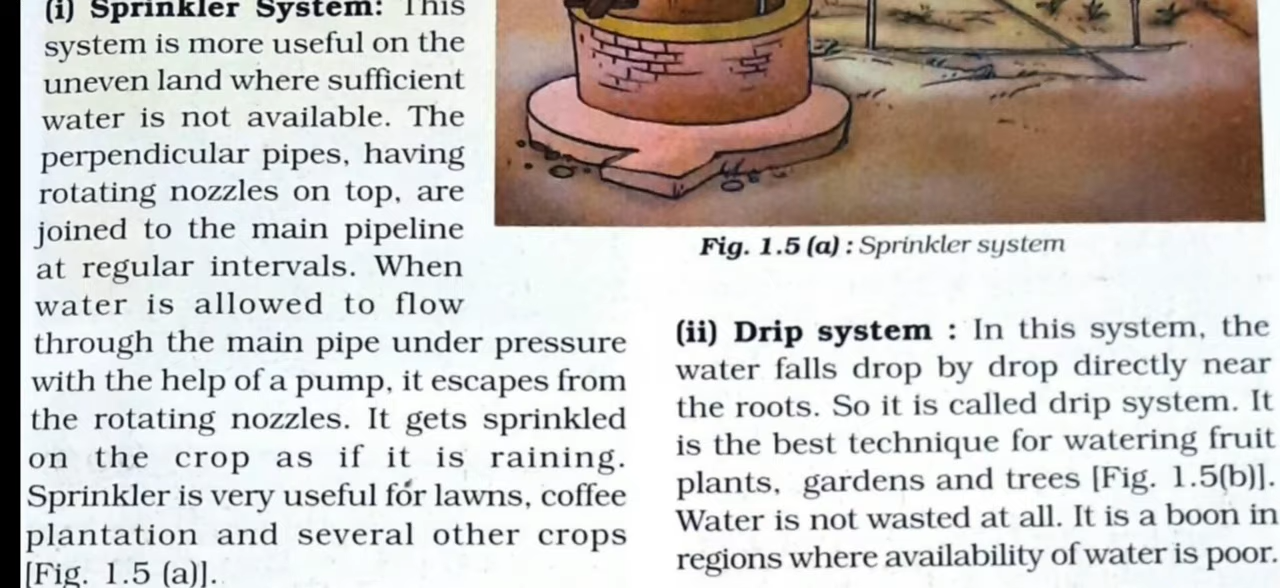 (i) Sprinkler System: This
system is more useful on the
uneven land where sufficient
water is not available. The
perpendicular pipes, having
rotating nozzles on top, are
joined to the main pipeline
at regular intervals. When
water is allowed to flow
through the main pipe under pressure
with the help of a pump, it escapes from
the rotating nozzles. It gets sprinkled
on the crop as if it is raining.
Sprinkler is very useful for lawns, coffee
plantation and several other crops
[Fig. 1.5 (a)].
Fig. 1.5 (a) : Sprinkler system
(ii) Drip system : In this system, the
water falls drop by drop directly near
the roots. So it is called drip system. It
is the best technique for watering fruit
plants, gardens and trees [Fig. 1.5(b)].
Water is not wasted at all. It is a boon in
regions where availability of water is poor.